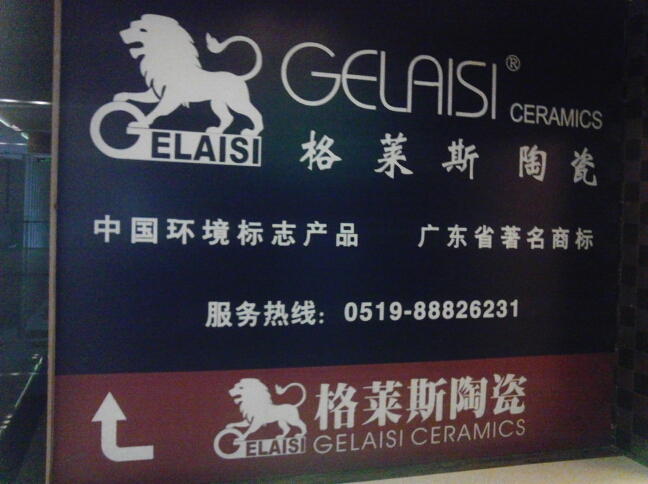 GELAISI®
CERAMICS
GELAISI
格莱斯陶瓷
中国环境标志产品 广东省著名商标
服务热线：0519-88826231
格莱斯陶瓷
GELAISI
GELAISI CERAMICS